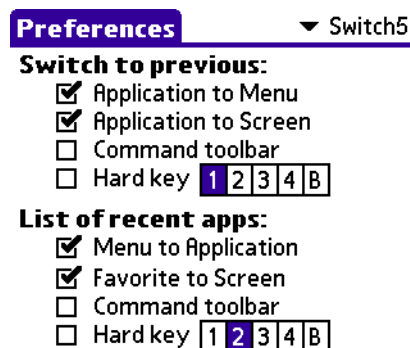 Preferences Switch5
Switch to previous:
Application to Menu
Application to Screen
Command toolbar
Hard key 1 2 3 4 B
List of recent apps:
Menu to Application
Favorite to Screen
Command toolbar
Hard key 1 2 3 4 B